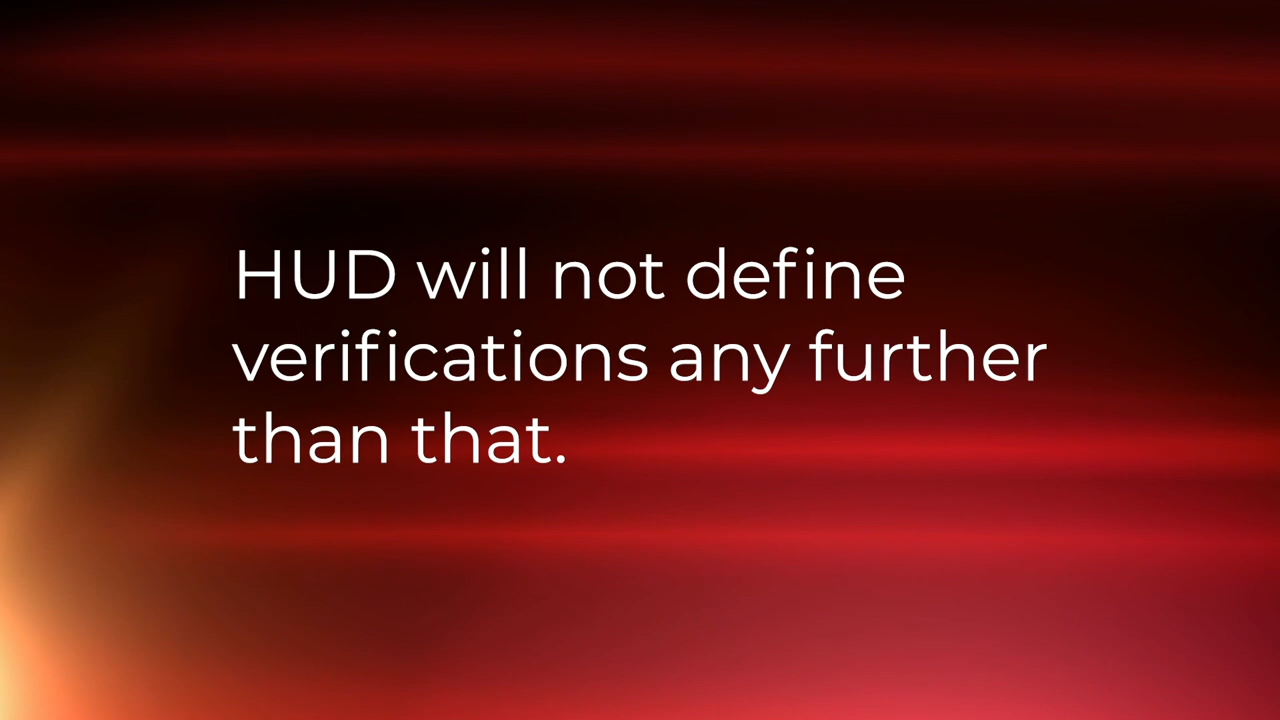 HUD will not define
verifications any further
than that.